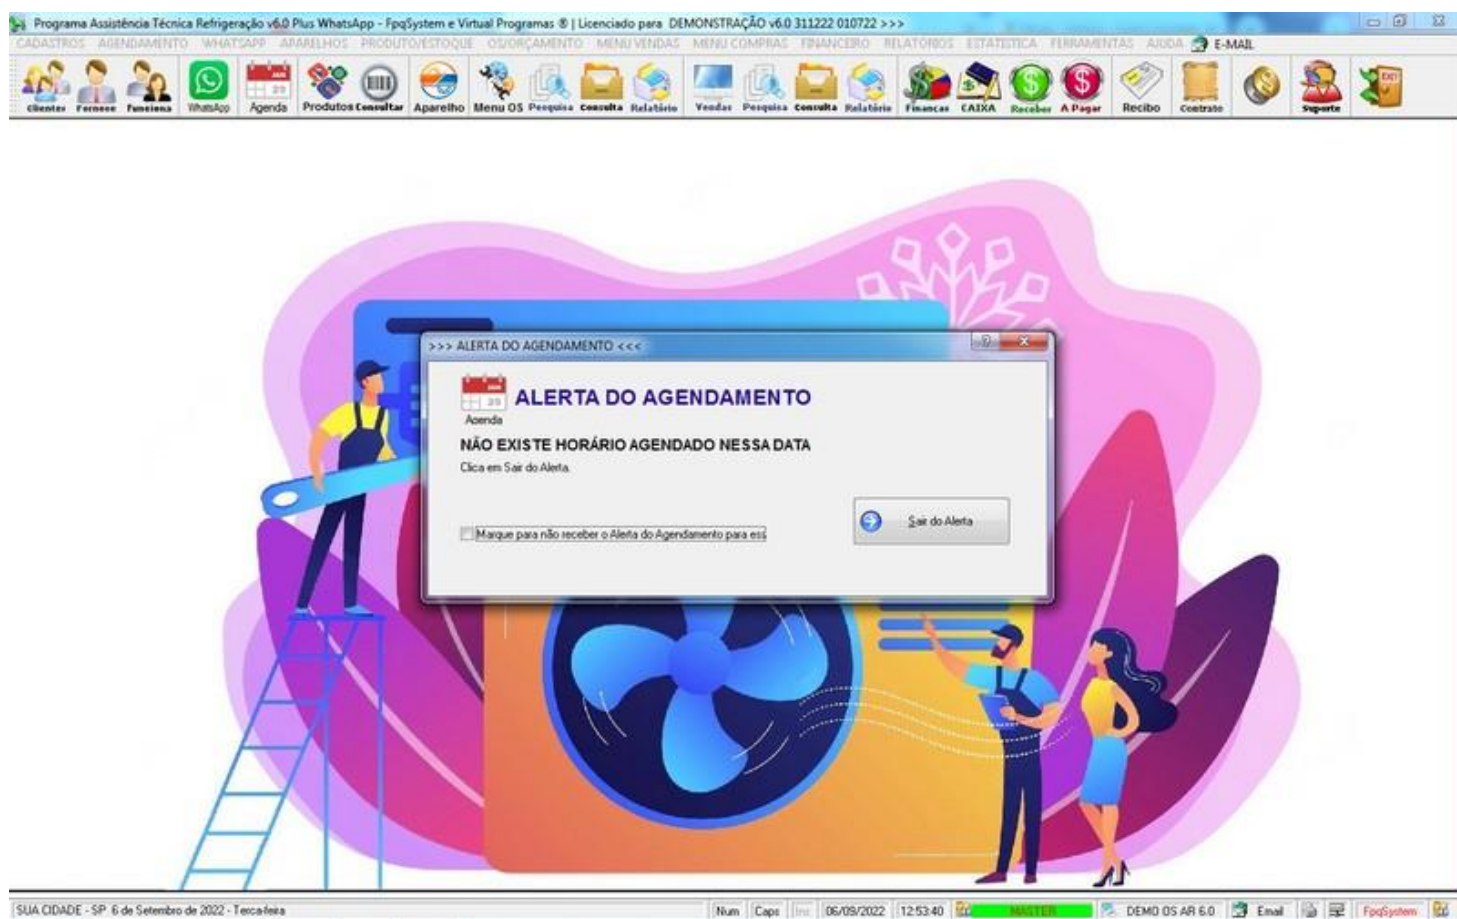 Programa Assistência Técnica Refrigeração v6.0 Plus WhatsApp - FpqSystem e Virtual Programas ® | Licenciado para DEMONSTRAÇÃO v6.0 311222 010722 >>>
CADASTROS AGENDAMENTO WHATSAPP APARELHOS PRODUTO/ESTOQUE OS/ORÇAMENTO MENU VENDAS MENU COMPRAS FINANCEIRO RELATÓRIOS ESTATISTICA FERRAMENTAS AJUDA E-MAIL
Clientes Fornece Funciona WhatsApp Agenda Produtos Consultar Aparelho Menu OS Pesquisa Consulta Relatório Vendas Pesquisa Consulta Relatório Finanças CAIXA Receber A Pagar Recibo Contrato Suporte
>>> ALERTA DO AGENDAMENTO <<<
ALERTA DO AGENDAMENTO
Agenda
NÃO EXISTE HORÁRIO AGENDADO NESSA DATA
Clica em Sair do Alerta.
Sair do Alerta
Marque para não receber o Alerta do Agendamento para ess
SUA CIDADE - SP 6 de Setembro de 2022 - Terca-feira Num Caps Ins 06/09/2022 12:53:40 MASTER DEMO OS AR 6.0 Email FpqSystem